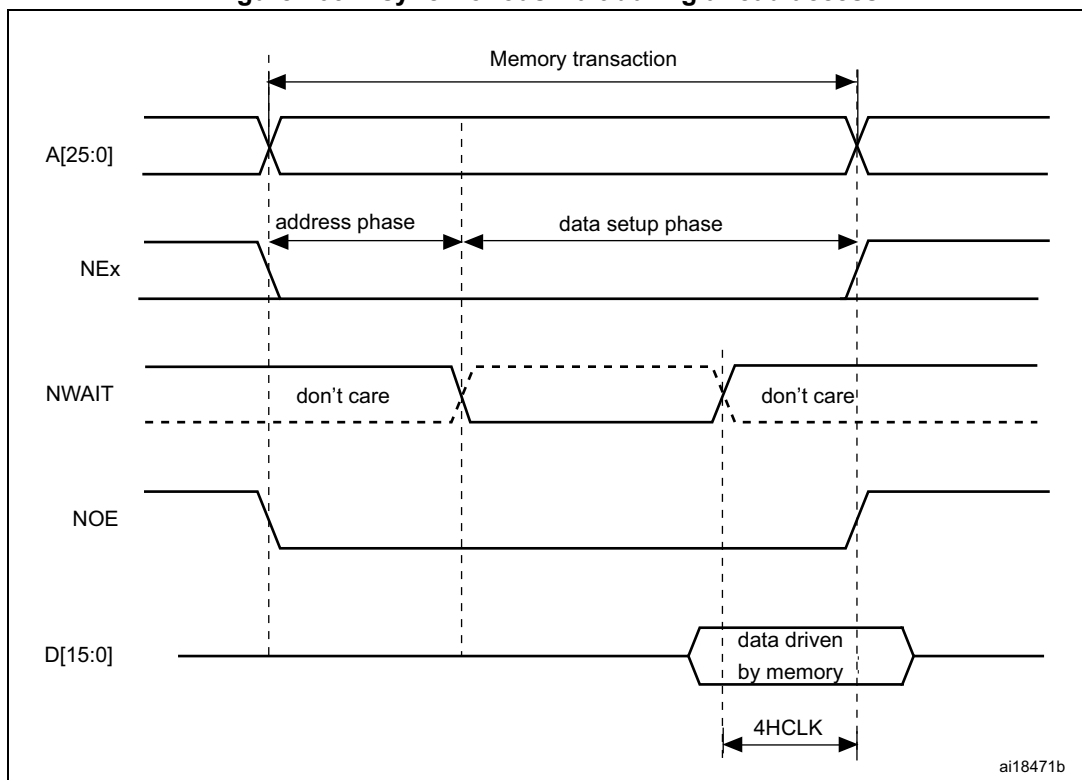 Memory transaction
A[25:0]
address phase
data setup phase
NEx
NWAIT
don't care
don't care
NOE
D[15:0]
data driven
by memory
4HCLK
ai18471b